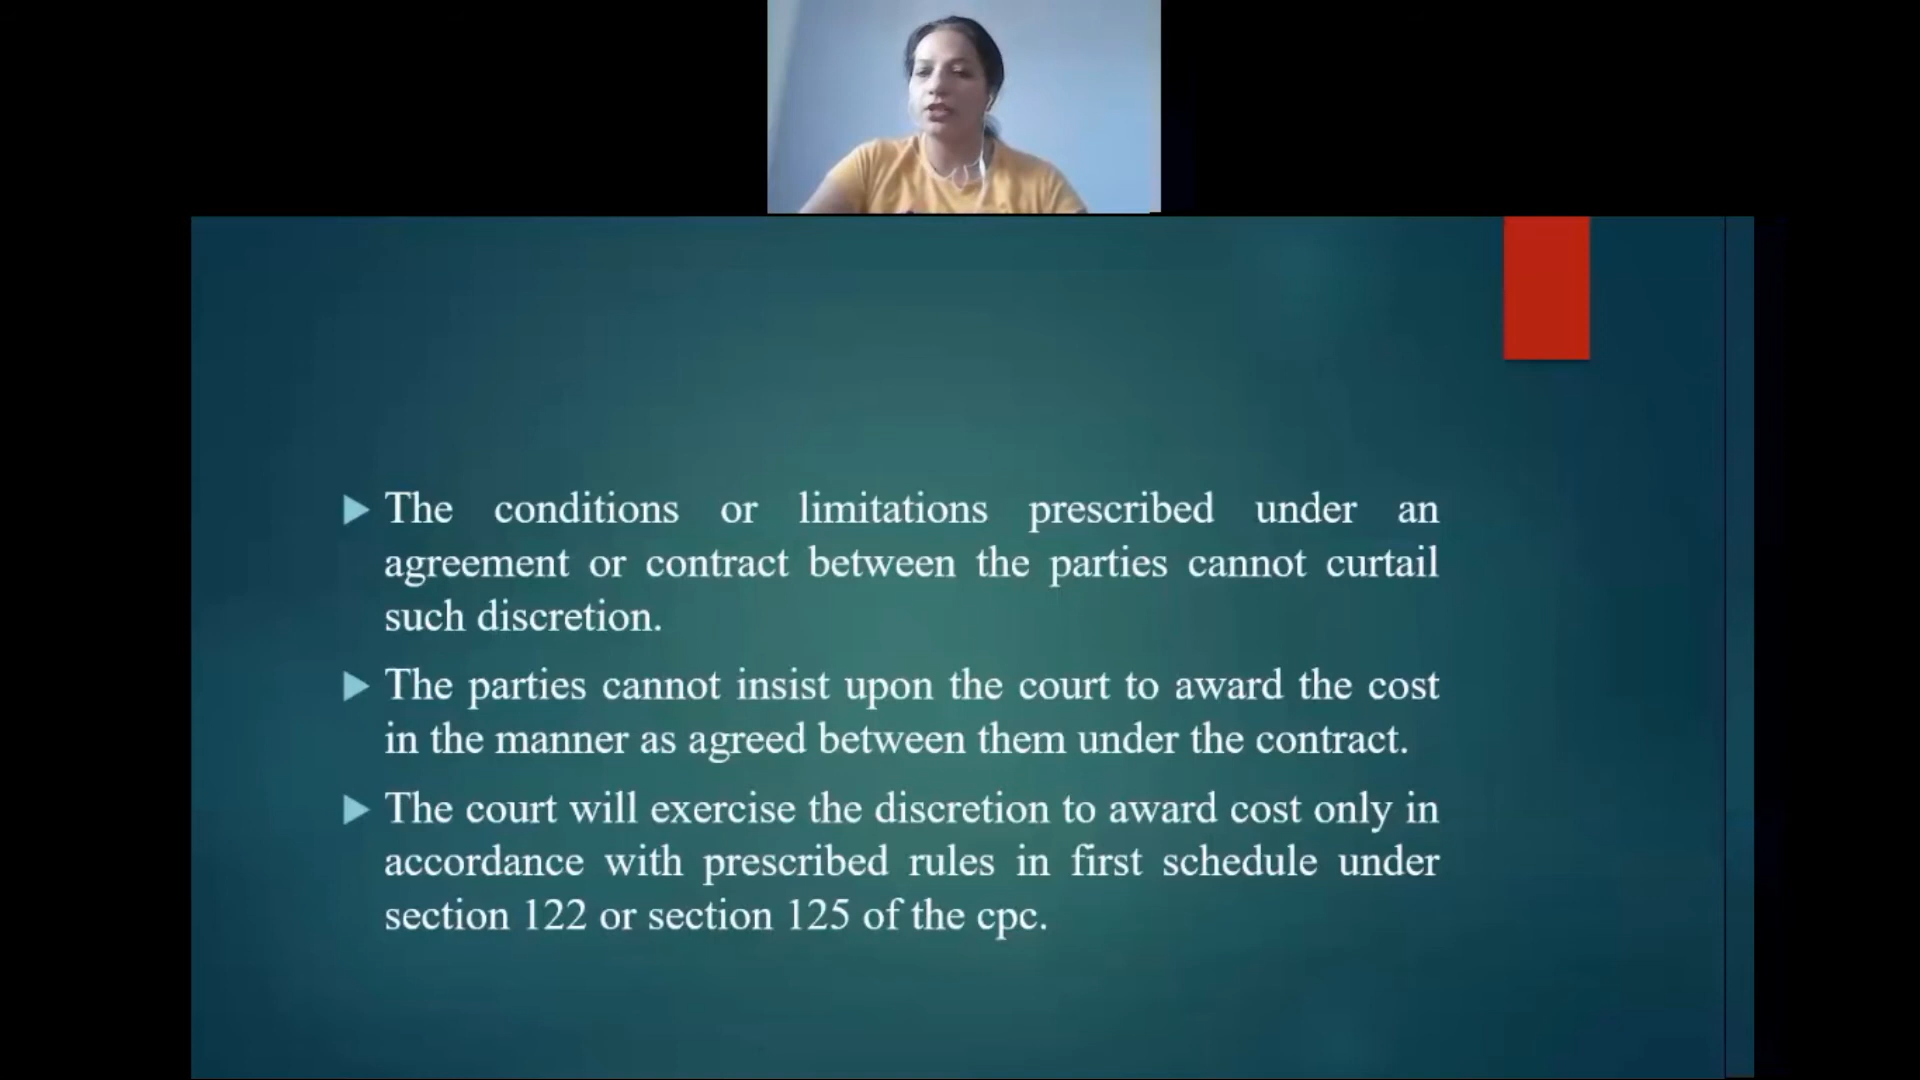 The conditions or limitations prescribed under an
agreement or contract between the parties cannot curtail
such discretion.
The parties cannot insist upon the court to award the cost
in the manner as agreed between them under the contract.
The court will exercise the discretion to award cost only in
accordance with prescribed rules in first schedule under
section 122 or section 125 of the cpc.